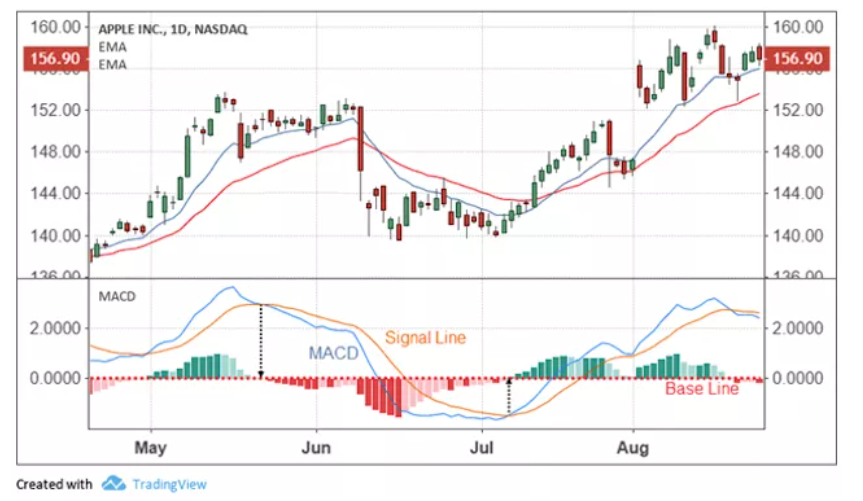 160.00
APPLE INC., 1D, NASDAQ
160.00
EMA
156.90
156.90
EMA
152.00
152.00
148.00
148.00
144.00
144.00
140.00
140.00
136.00
136.00
MACD
2.0000
Signal Line
2.0000
MACD
0.0000
0.0000
Base Line
May
Jun
Jul
Aug
Created with
TradingView